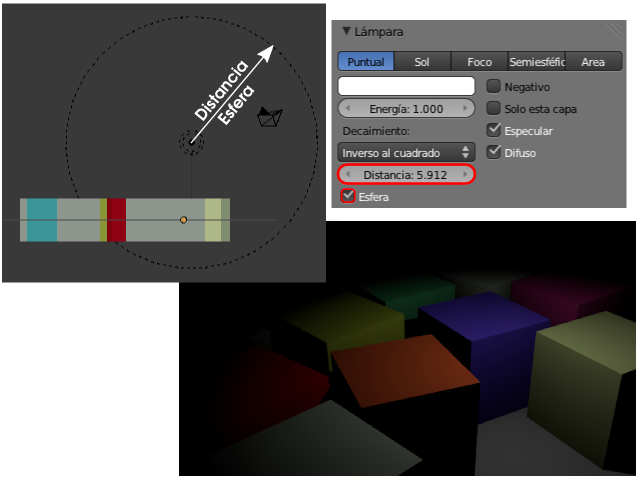 Distancia
Esfera
Lámpara
Puntual Sol Foco Semiesféfic Area
Negativo
Energía: 1.000 Solo esta capa
Decaimiento: Especular
Inverso al cuadrado Difuso
Distancia: 5.912
Esfera